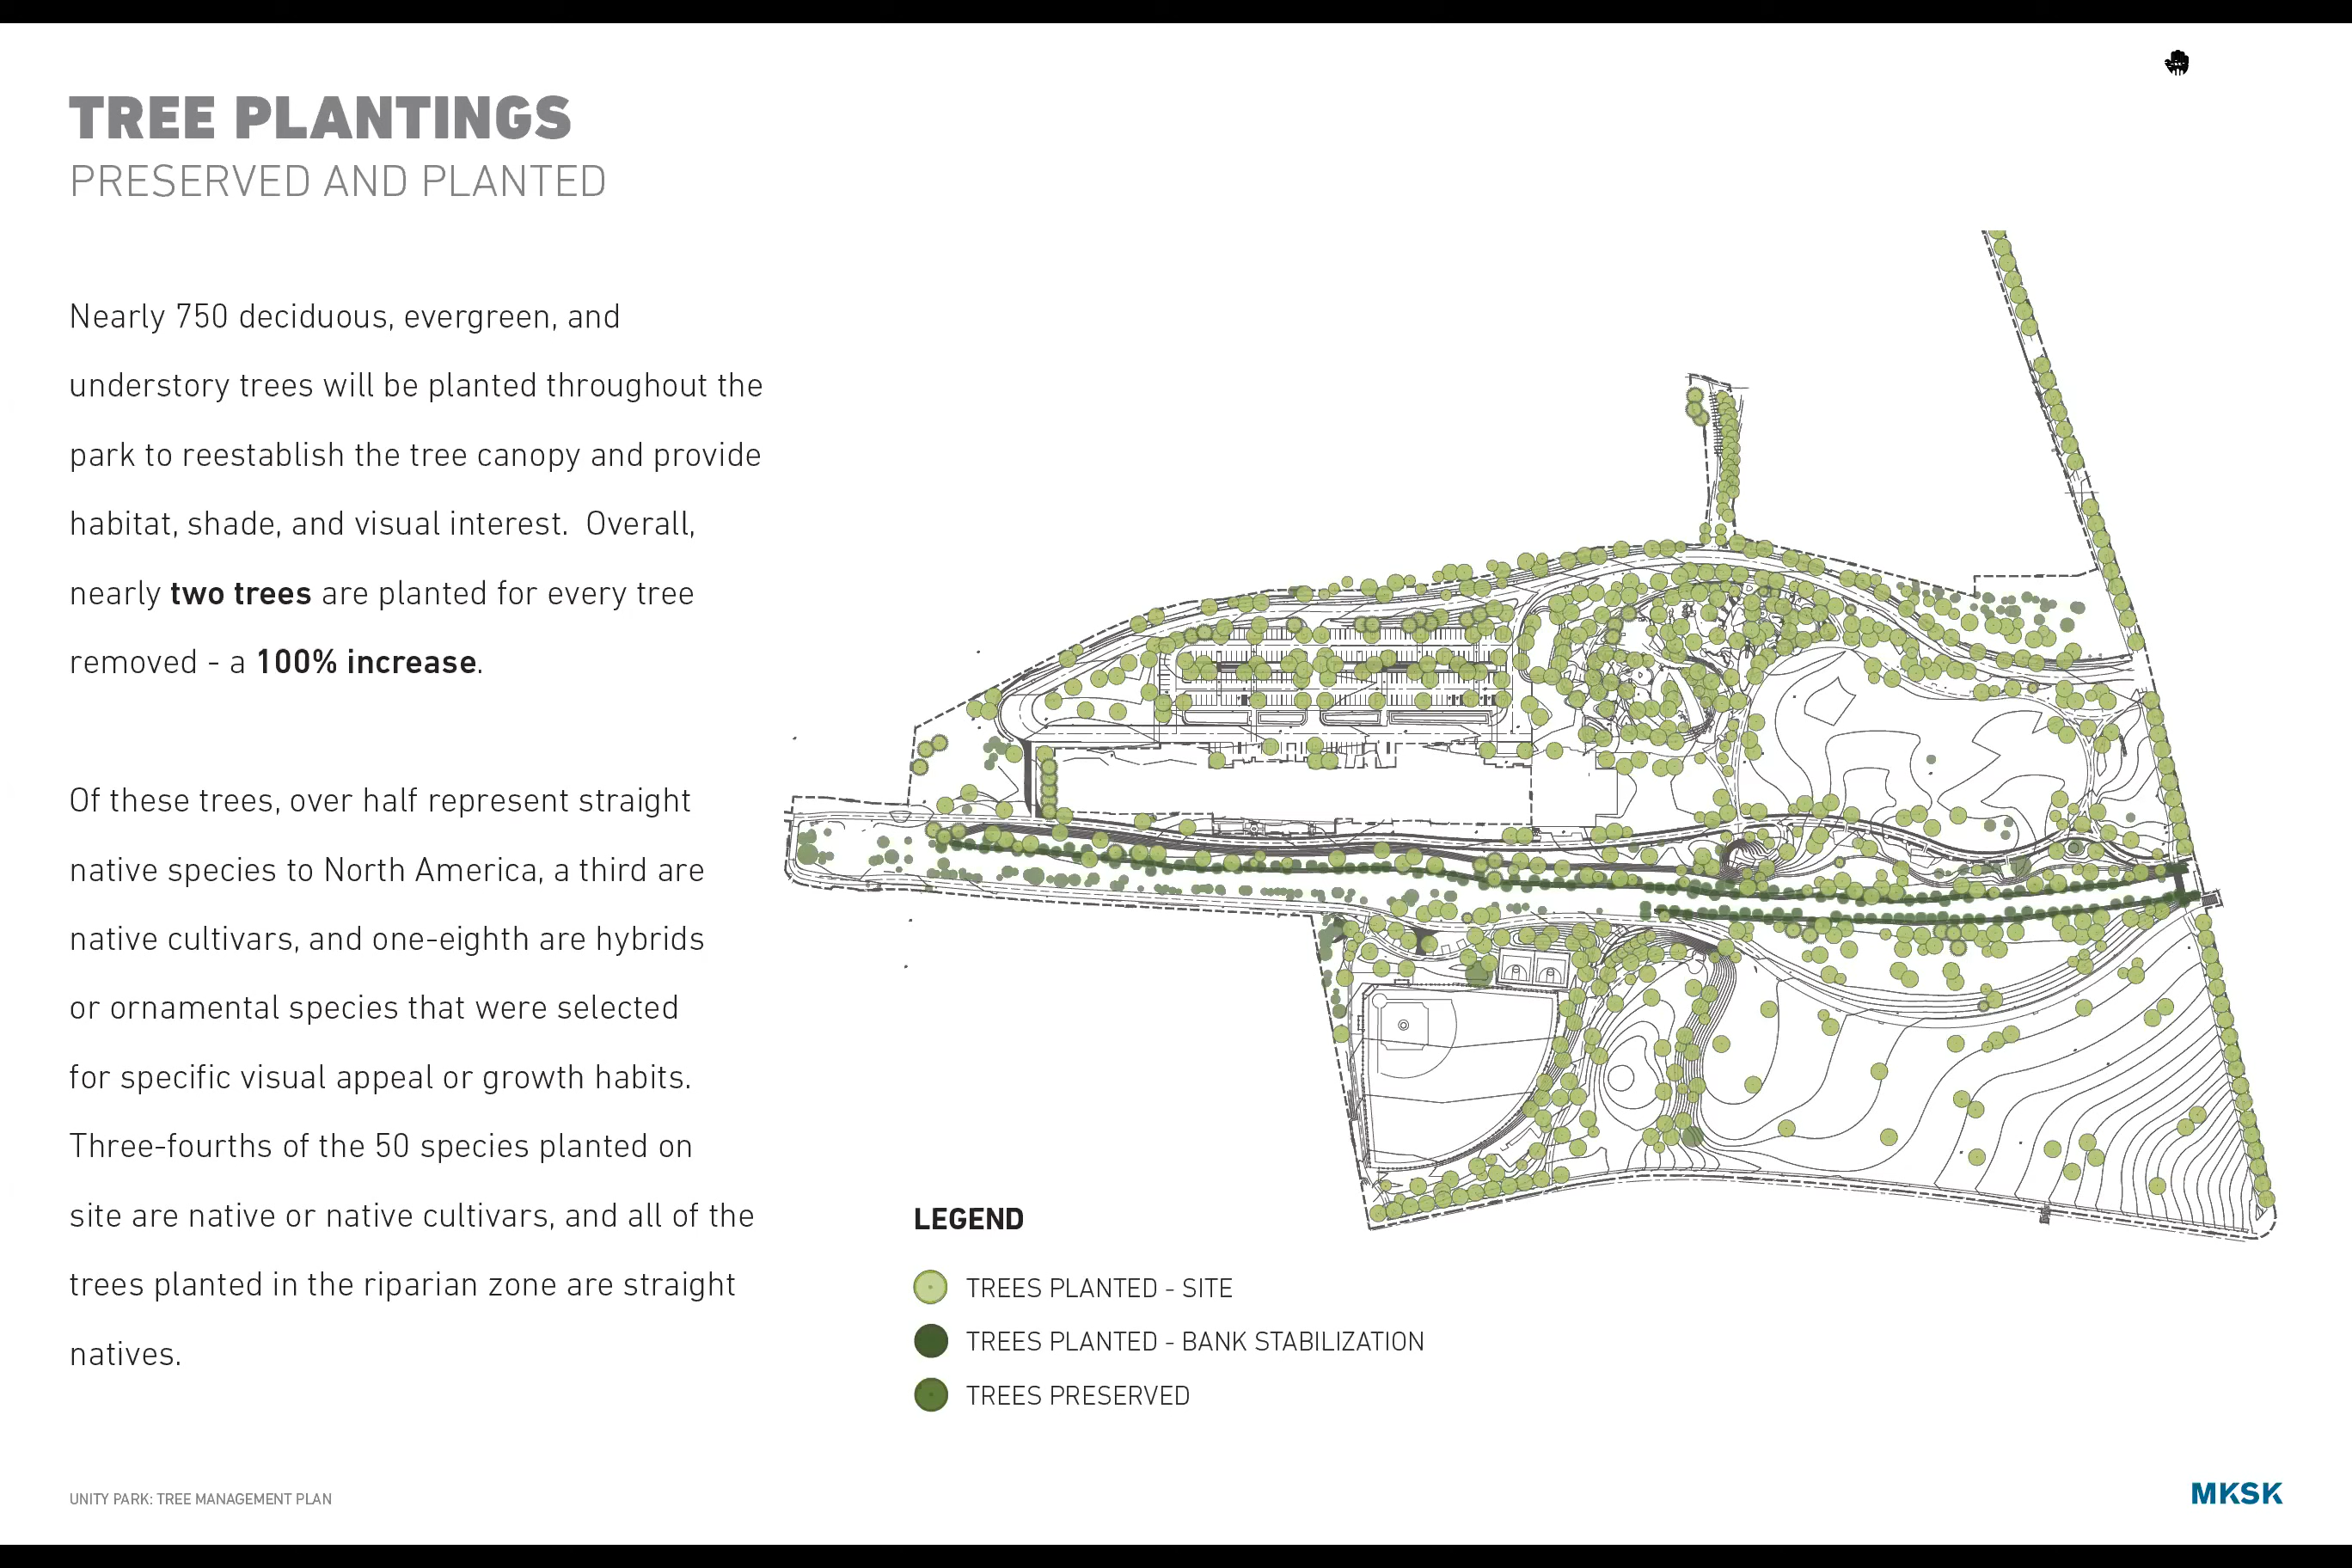 TREE PLANTINGS
PRESERVED AND PLANTED
Nearly 750 deciduous, evergreen, and
understory trees will be planted throughout the
park to reestablish the tree canopy and provide
habitat, shade, and visual interest.  Overall,
nearly two trees are planted for every tree
removed - a 100% increase.
Of these trees, over half represent straight
native species to North America, a third are
native cultivars, and one-eighth are hybrids
or ornamental species that were selected
for specific visual appeal or growth habits.
Three-fourths of the 50 species planted on
site are native or native cultivars, and all of the
trees planted in the riparian zone are straight
natives.
LEGEND
TREES PLANTED - SITE
TREES PLANTED - BANK STABILIZATION
TREES PRESERVED
UNITY PARK: TREE MANAGEMENT PLAN
MKSK